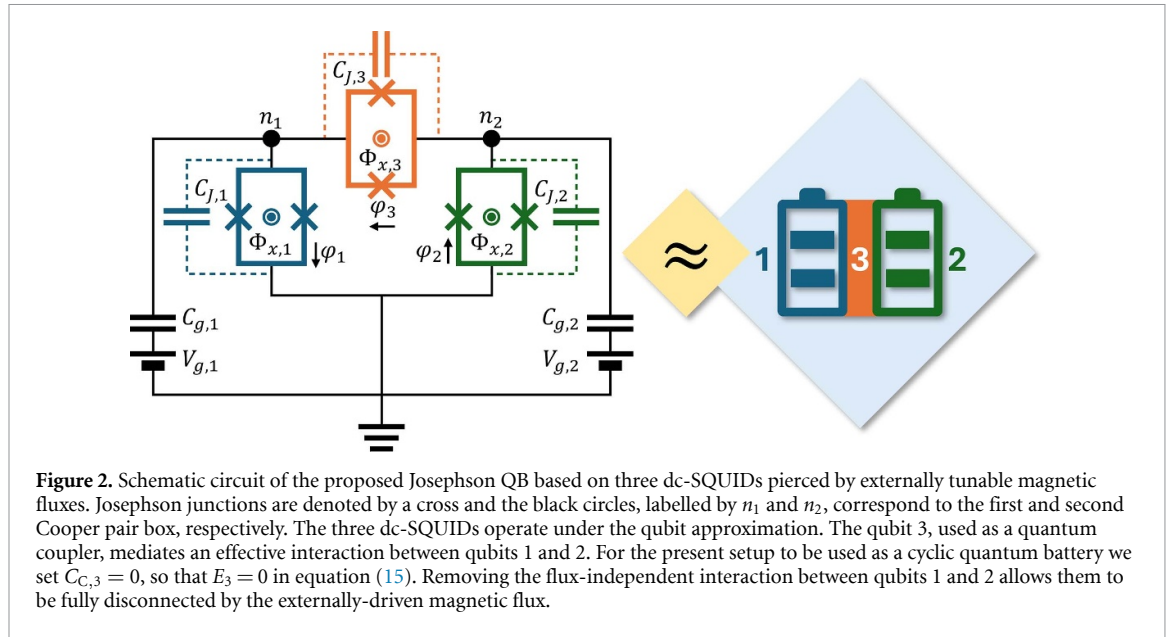 C_{J,3}
n_1
n_2
Φ_{x,3}
C_{J,1}
C_{J,2}
φ_3
Φ_{x,1}
φ_1
φ_2
Φ_{x,2}
≈
1
3
2
C_{g,1}
C_{g,2}
V_{g,1}
V_{g,2}
Figure 2. Schematic circuit of the proposed Josephson QB based on three dc-SQUIDs pierced by externally tunable magnetic
fluxes. Josephson junctions are denoted by a cross and the black circles, labelled by n_1 and n_2, correspond to the first and second
Cooper pair box, respectively. The three dc-SQUIDs operate under the qubit approximation. The qubit 3, used as a quantum
coupler, mediates an effective interaction between qubits 1 and 2. For the present setup to be used as a cyclic quantum battery we
set C_{C,3} = 0, so that E_3 = 0 in equation (15). Removing the flux-independent interaction between qubits 1 and 2 allows them to
be fully disconnected by the externally-driven magnetic flux.